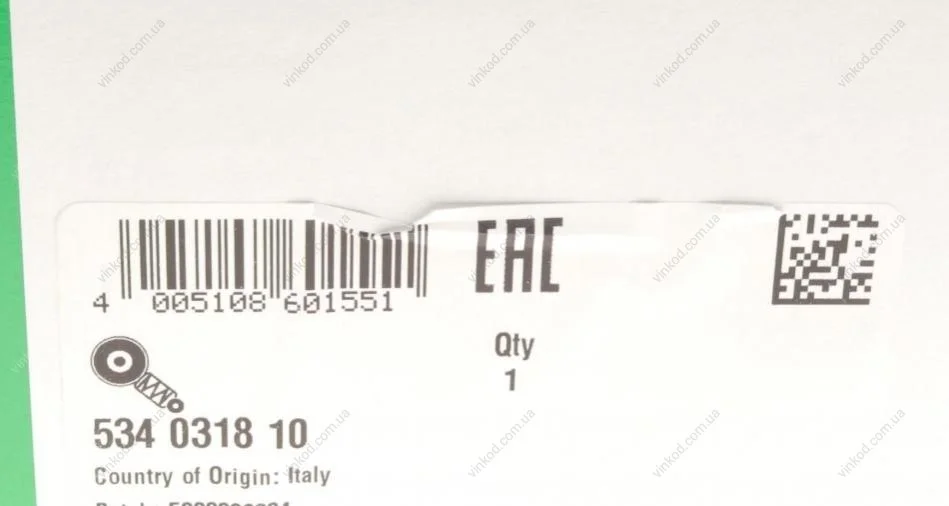 4 005108 601551
EAC
Qty
1
534 0318 10
Country of Origin: Italy
vinkod.com.ua